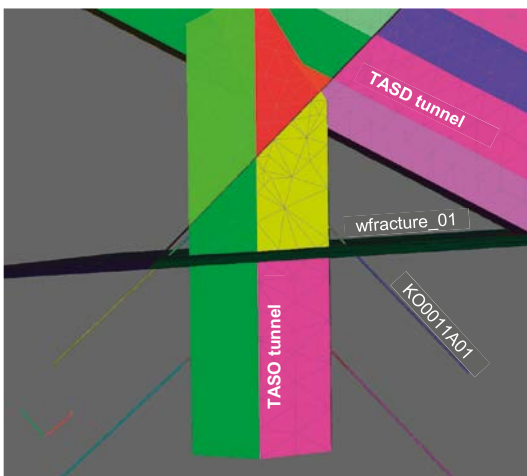 TASD tunnel
wfracture_01
KO0011A01
TASO tunnel